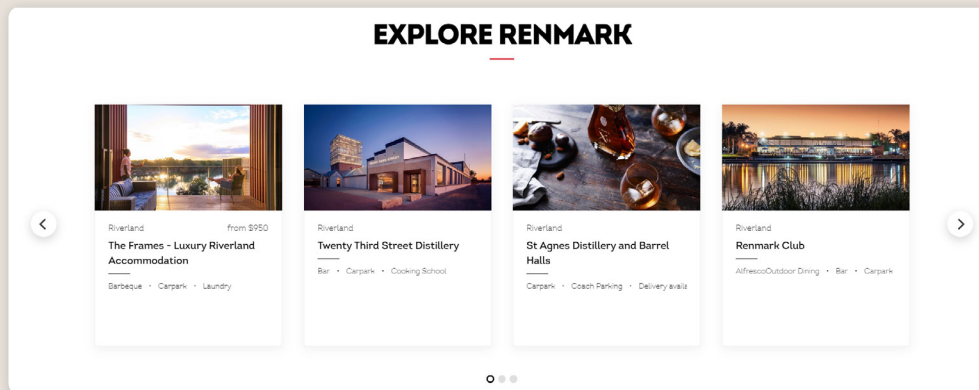 EXPLORE RENMARK
Riverland from $950
The Frames - Luxury Riverland
Accommodation
Barbeque • Carpark • Laundry
Riverland
Twenty Third Street Distillery
Bar • Carpark • Cooking School
Riverland
St Agnes Distillery and Barrel
Halls
Carpark • Coach Parking • Delivery availa
Riverland
Renmark Club
AlfrescoOutdoor Dining • Bar • Carpark